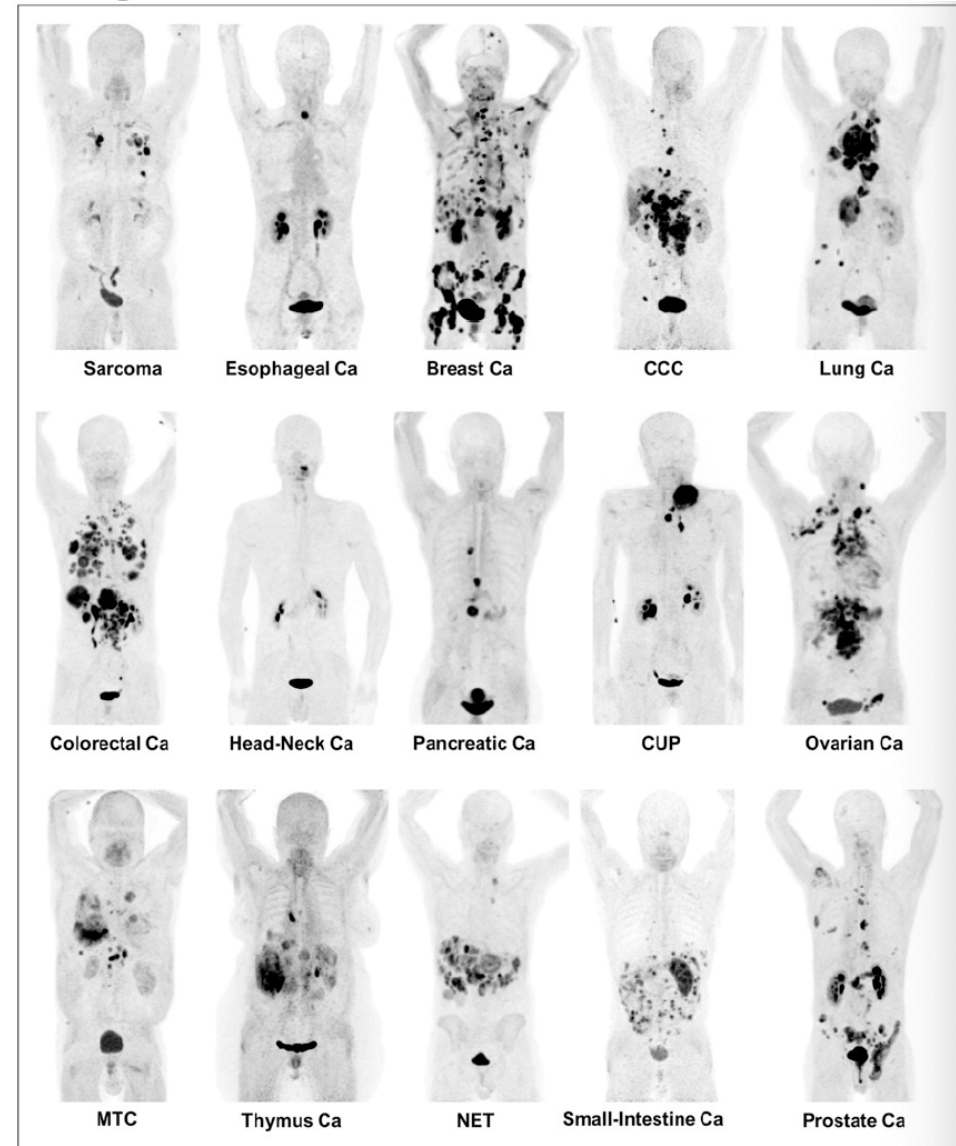 Sarcoma
Esophageal Ca
Breast Ca
CCC
Lung Ca
Colorectal Ca
Head-Neck Ca
Pancreatic Ca
CUP
Ovarian Ca
MTC
Thymus Ca
NET
Small-Intestine Ca
Prostate Ca